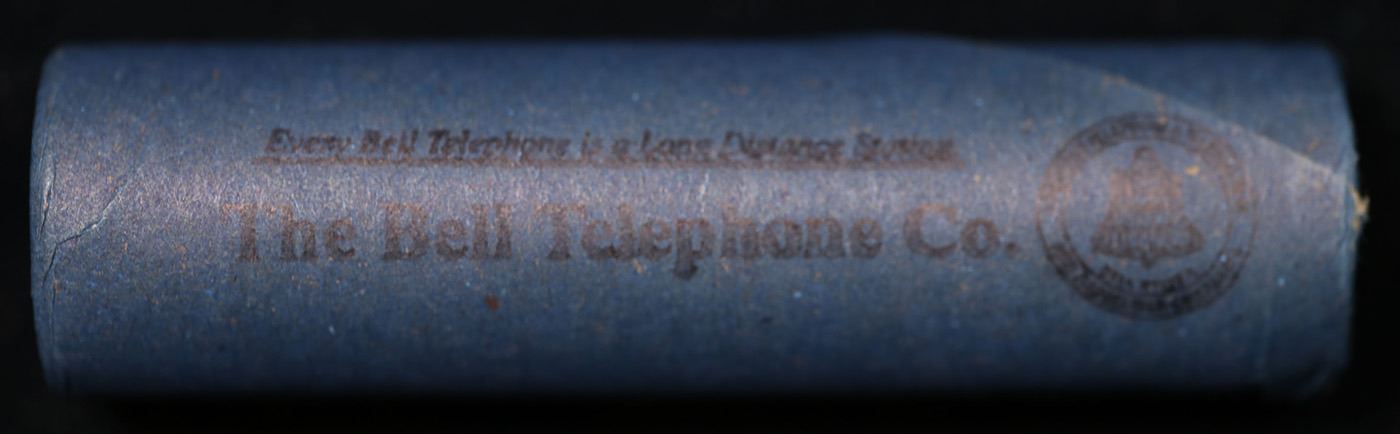 Every Bell Telephone is a Long Distance Station
The Bell Telephone Co.